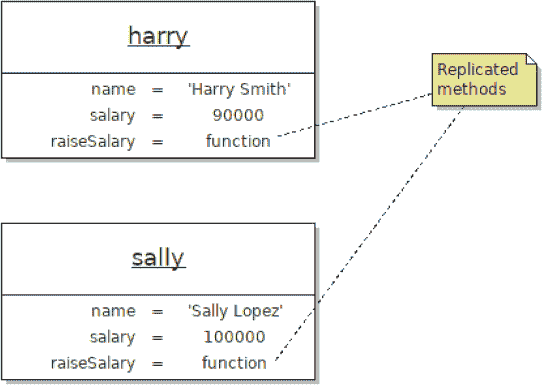 harry
name = 'Harry Smith'
salary = 90000
raiseSalary = function
Replicated
methods
sally
name = 'Sally Lopez'
salary = 100000
raiseSalary = function